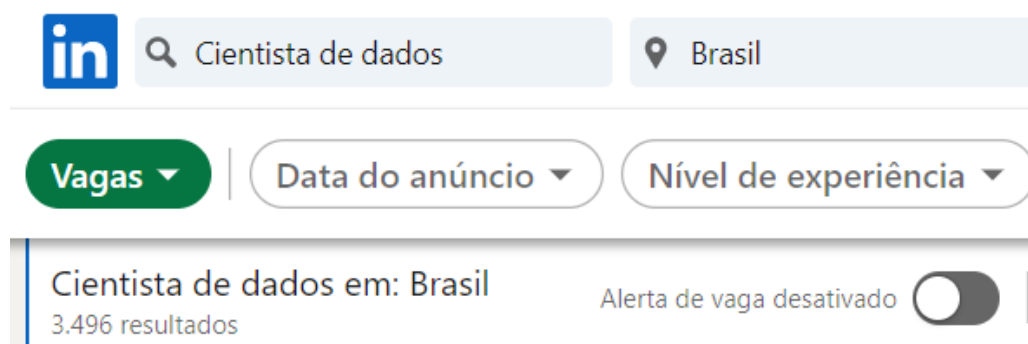 in Cientista de dados Brasil
Vagas Data do anúncio Nível de experiência
Cientista de dados em: Brasil
Alerta de vaga desativado
3.496 resultados